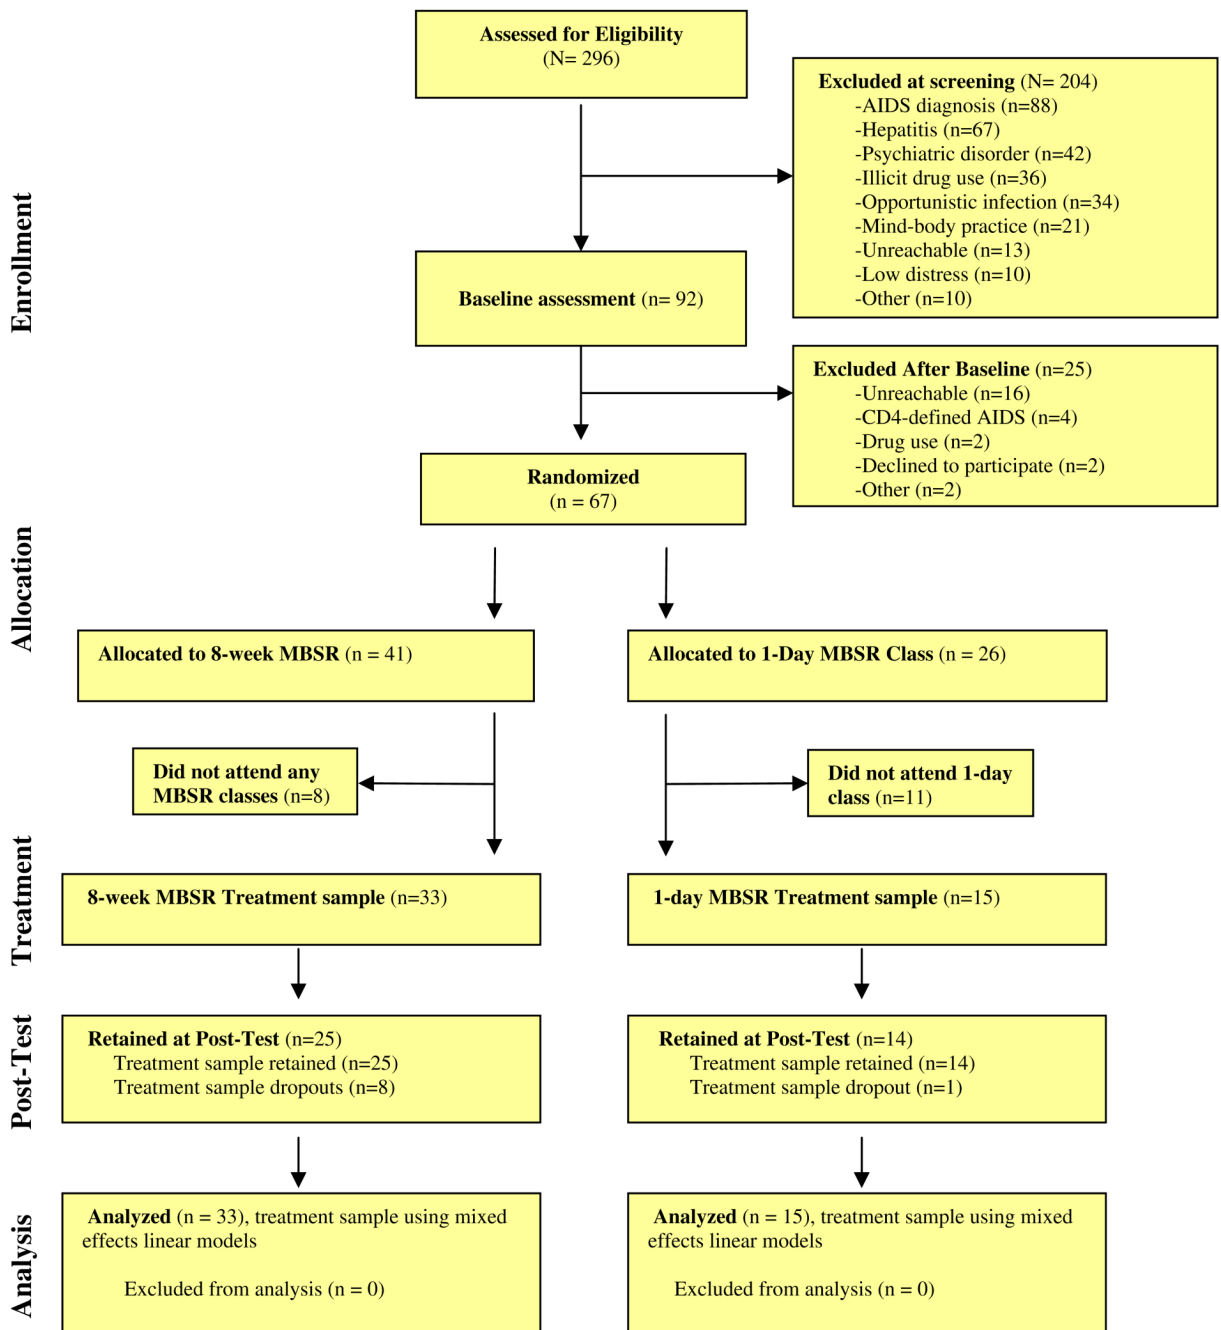 Assessed for Eligibility
(N= 296)
Excluded at screening (N= 204)
-AIDS diagnosis (n=88)
-Hepatitis (n=67)
-Psychiatric disorder (n=42)
-Illicit drug use (n=36)
-Opportunistic infection (n=34)
-Mind-body practice (n=21)
-Unreachable (n=13)
-Low distress (n=10)
-Other (n=10)
Enrollment
Baseline assessment (n= 92)
Excluded After Baseline (n=25)
-Unreachable (n=16)
-CD4-defined AIDS (n=4)
-Drug use (n=2)
-Declined to participate (n=2)
-Other (n=2)
Randomized
(n = 67)
Allocation
Allocated to 8-week MBSR (n = 41)
Allocated to 1-Day MBSR Class (n = 26)
Did not attend any
MBSR classes (n=8)
Did not attend 1-day
class (n=11)
Treatment
8-week MBSR Treatment sample (n=33)
1-day MBSR Treatment sample (n=15)
Post-Test
Retained at Post-Test (n=25)
Treatment sample retained (n=25)
Treatment sample dropouts (n=8)
Retained at Post-Test (n=14)
Treatment sample retained (n=14)
Treatment sample dropout (n=1)
Analysis
Analyzed (n = 33), treatment sample using mixed
effects linear models
Excluded from analysis (n = 0)
Analyzed (n = 15), treatment sample using mixed
effects linear models
Excluded from analysis (n = 0)